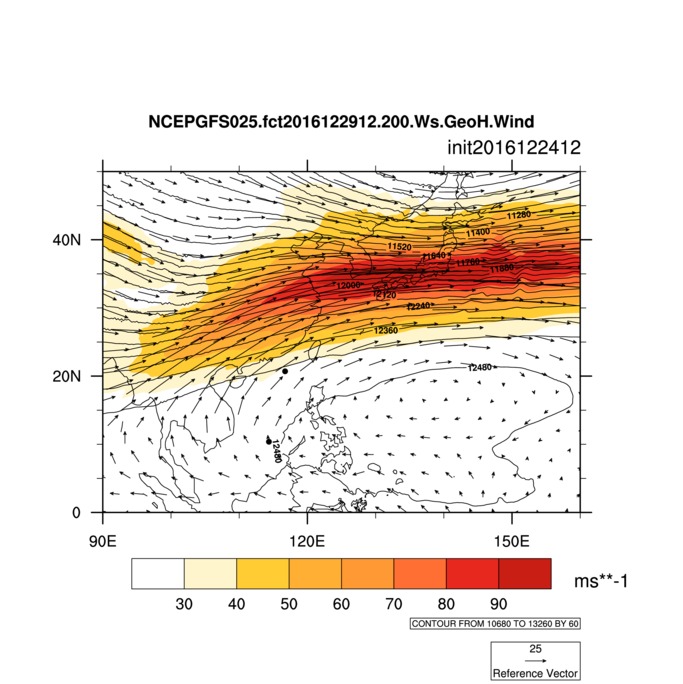 NCEPGFS025.fct2016122912.200.Ws.GeoH.Wind
init2016122412
11280
11400
11520
11640
11760
11880
12000
12120
12240
12360
12480
12480
40N
20N
0
90E 120E 150E
30 40 50 60 70 80 90
ms**-1
CONTOUR FROM 10680 TO 13260 BY 60
25
Reference Vector